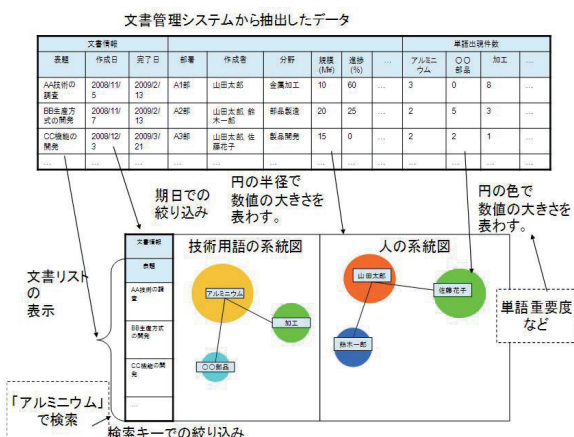 文書管理システムから抽出したデータ
文書情報
単語出現件数
表題 作成日 完了日 部署 作成者 分野 規模(M¥) 進捗(%) … アルミニウム ○○部品 加工 …
AA技術の調査 2008/11/5 2009/2/13 A1部 山田太郎 金属加工 10 60 … 3 0 8 …
BB生産方式の開発 2008/11/7 2009/2/13 A2部 山田太郎 鈴木一郎 部品製造 20 25 … 2 5 3 …
CC機能の開発 2008/12/3 2009/3/21 A3部 山田太郎 佐藤花子 製品開発 15 0 … 2 2 1 …
… … … … … … … … … … … … …
期日での
絞り込み
円の半径で
数値の大きさを
表わす。
円の色で
数値の大きさを
表わす。
文書リスト
の
表示
文書情報
表題
AA技術の調査
BB生産方式の開発
CC機能の開発
…
技術用語の系統図
アルミニウム
加工
○○部品
人の系統図
山田太郎
佐藤花子
鈴木一郎
単語重要度
など
「アルミニウム」
で検索
検索キーでの絞り込み